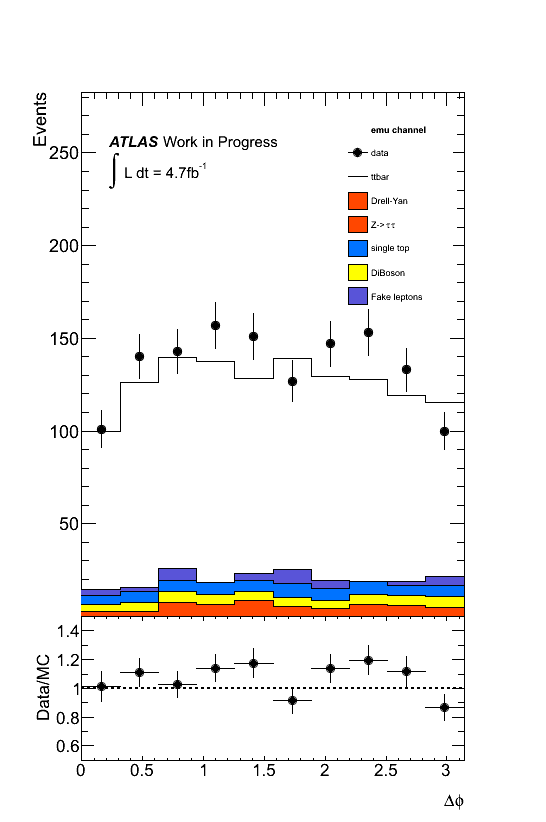 Events
250
200
150
100
50
ATLAS Work in Progress
∫ L dt = 4.7fb⁻¹
emu channel
data
ttbar
Drell-Yan
Z->ττ
single top
DiBoson
Fake leptons
Data/MC
1.4
1.2
1
0.8
0.6
0 0.5 1 1.5 2 2.5 3
Δϕ